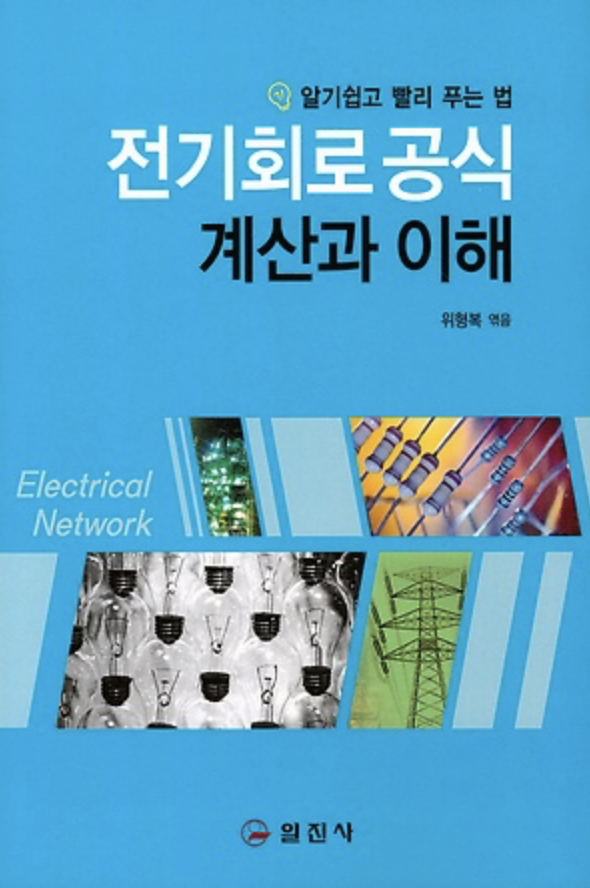 알기쉽고 빨리 푸는 법
전기회로 공식
계산과 이해
위형복 엮음
Electrical
Network
일진사